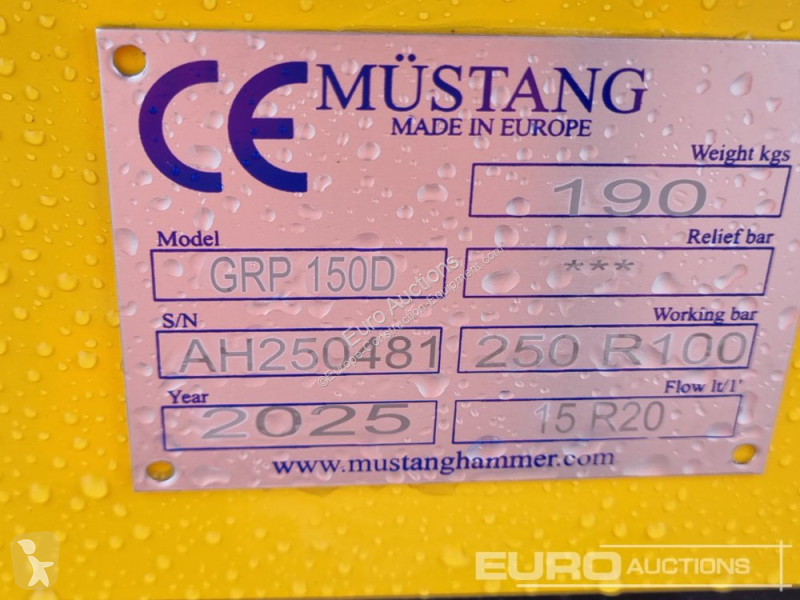 CE MÜSTANG
MADE IN EUROPE
Weight kgs
190
Model
GRP 150D
Relief bar
***
S/N
AH250481
Working bar
250 R100
Year
2025
Flow lt/1'
15 R20
www.mustanghammer.com
Euro Auctions
EURO AUCTIONS